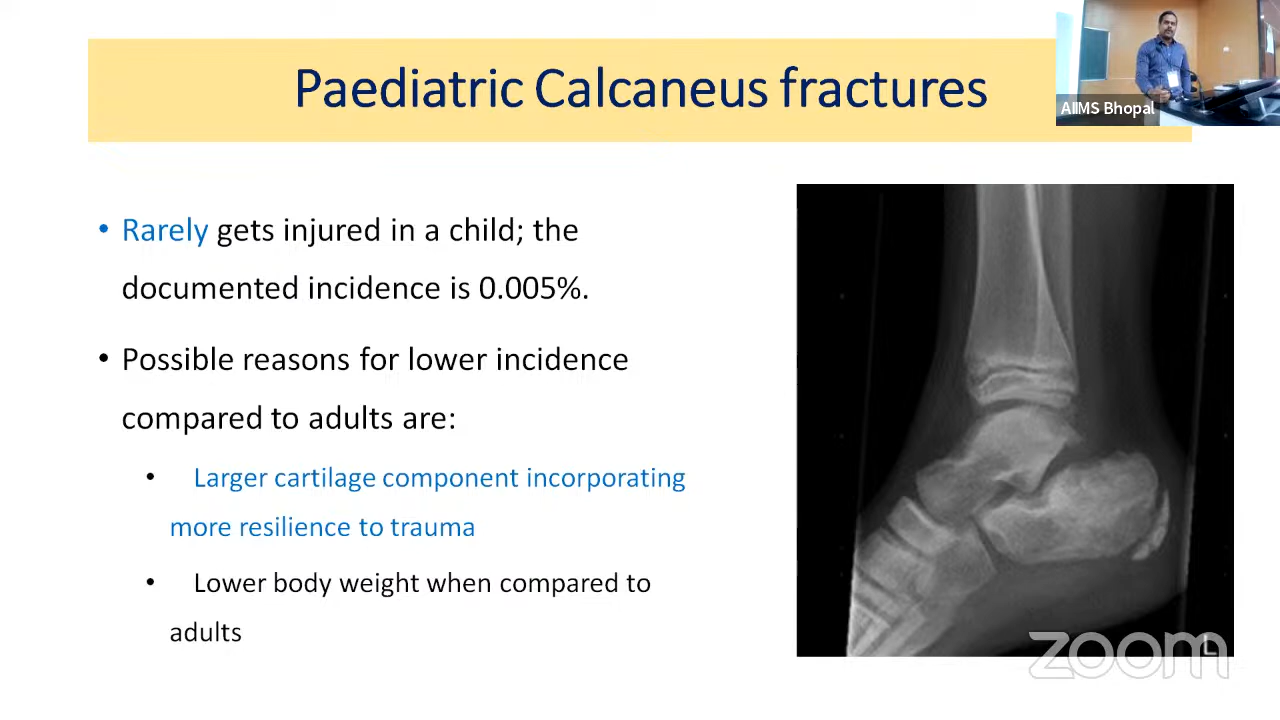 Paediatric Calcaneus fractures
AIIMS Bhopal
• Rarely gets injured in a child; the
documented incidence is 0.005%.
• Possible reasons for lower incidence
compared to adults are:
• Larger cartilage component incorporating
more resilience to trauma
• Lower body weight when compared to
adults
L
zoom